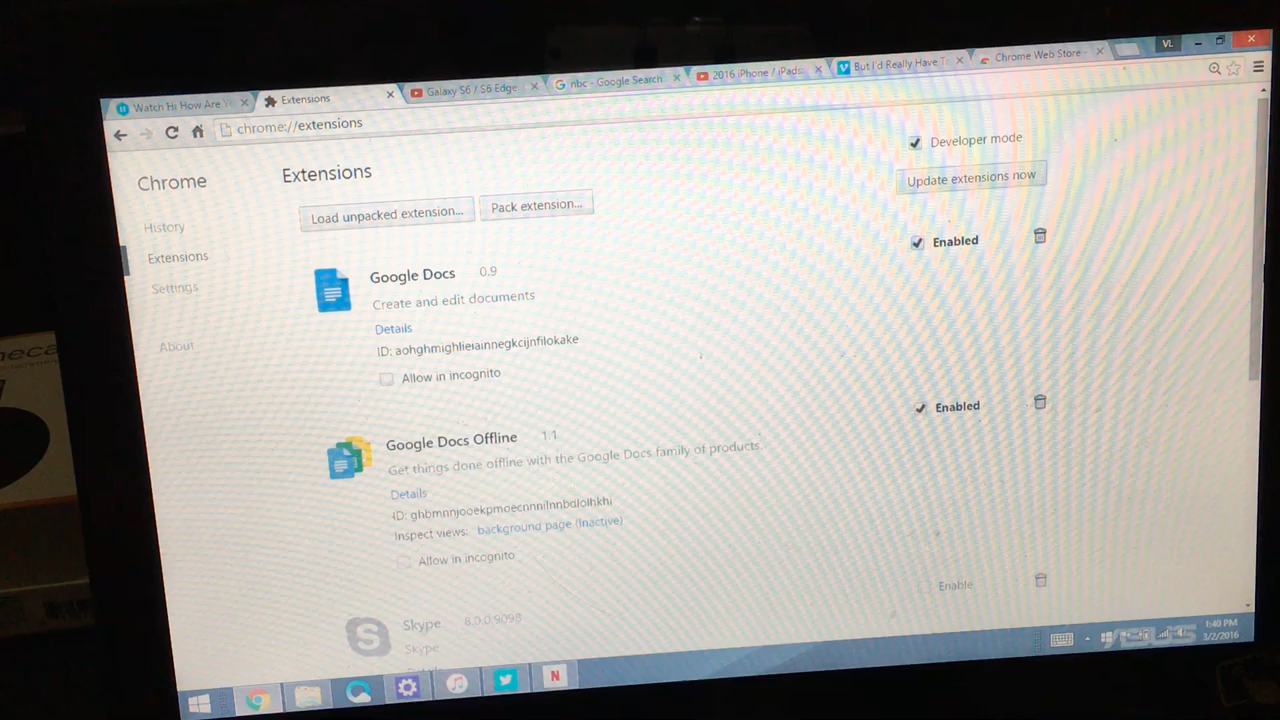 VL
Watch Hi How Are Y
Extensions
Galaxy S6 / S6 Edge
nbc - Google Search
2016 iPhone / iPads
But I'd Really Have T
Chrome Web Store -
chrome://extensions
Chrome
History
Extensions
Settings
About
Extensions
Developer mode
Load unpacked extension...
Pack extension...
Update extensions now
Google Docs 0.9
Enabled
Create and edit documents
Details
ID: aohghmighlieiainnegkcijnfilokake
Allow in incognito
Google Docs Offline 1.1
Enabled
Get things done offline with the Google Docs family of products.
Details
ID: ghbmnnjooekpmoecnnnilnnbdlolhkhi
Inspect views: background page (Inactive)
Allow in incognito
Skype 8.0.0.9098
Enable
Skype
N
1:40 PM
3/2/2016